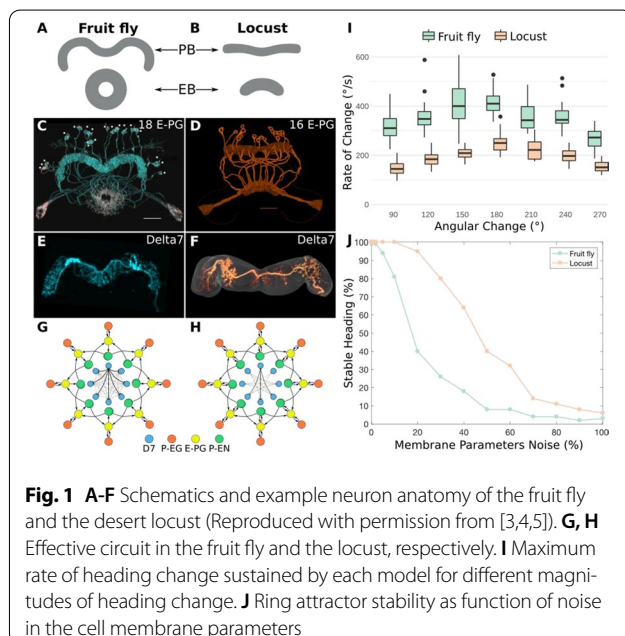 A
Fruit fly
B
Locust
PB
EB
C
18 E-PG
D
16 E-PG
E
Delta7
F
Delta7
G
H
D7 P-EG E-PG P-EN
I
Fruit fly Locust
Rate of Change (°/s)
600
400
200
0
90 120 150 180 210 240 270
Angular Change (°)
J
Fruit fly
Locust
Stable Heading (%)
100
90
80
70
60
50
40
30
20
10
0
0 10 20 30 40 50 60 70 80 90 100
Membrane Parameters Noise (%)
Fig. 1 A-F Schematics and example neuron anatomy of the fruit fly
and the desert locust (Reproduced with permission from [3,4,5]). G, H
Effective circuit in the fruit fly and the locust, respectively. I Maximum
rate of heading change sustained by each model for different magni-
tudes of heading change. J Ring attractor stability as function of noise
in the cell membrane parameters